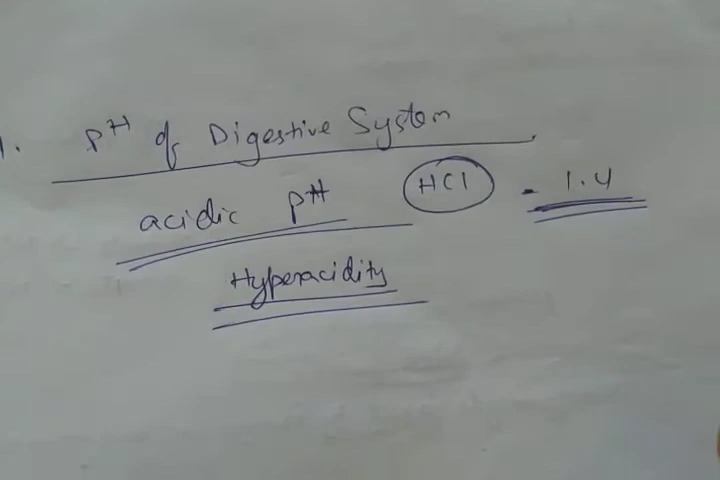 1. pH of Digestive System
acidic pH HCl - 1.4
Hyperacidity